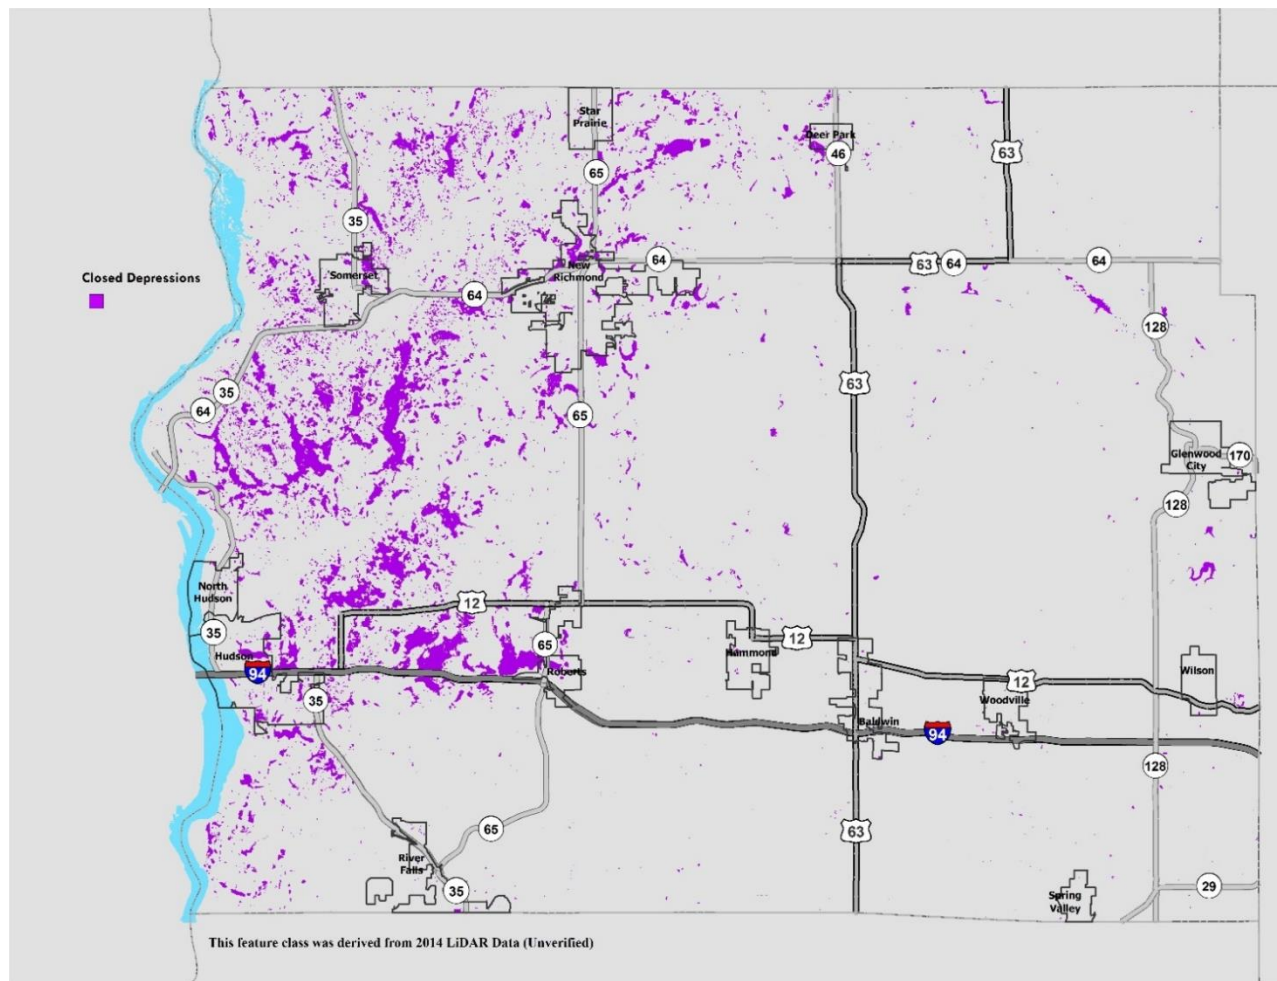 Star
Prairie
Deer Park
46
63
65
35
64
63
64
64
New
Richmond
Somerset
Closed Depressions
64
128
63
35
64
65
Glenwood
City
170
128
North
Hudson
12
35
65
12
Hammond
Hudson
94
Roberts
12
Wilson
35
Woodville
Baldwin
94
128
65
63
River
Falls
35
29
Spring
Valley
This feature class was derived from 2014 LiDAR Data (Unverified)